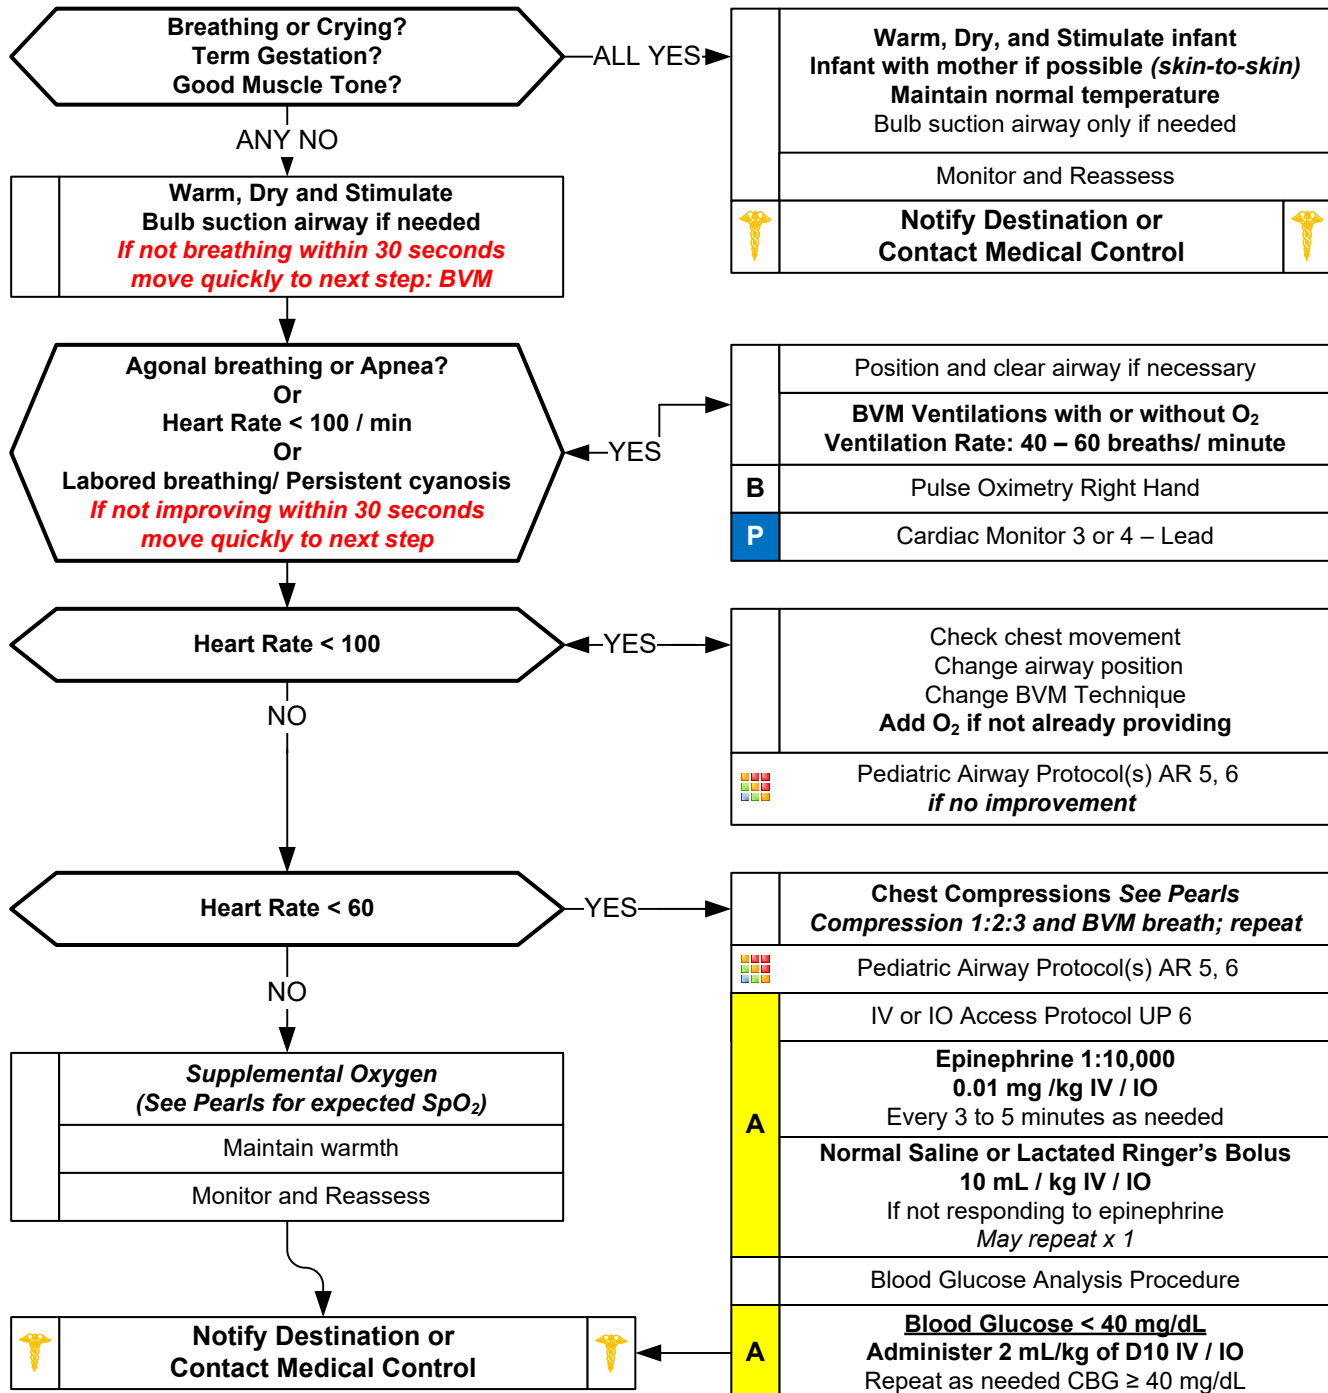 Breathing or Crying?
Term Gestation?
Good Muscle Tone?
ALL YES
Warm, Dry, and Stimulate infant
Infant with mother if possible (skin-to-skin)
Maintain normal temperature
Bulb suction airway only if needed
Monitor and Reassess
Notify Destination or
Contact Medical Control
ANY NO
Warm, Dry and Stimulate
Bulb suction airway if needed
If not breathing within 30 seconds
move quickly to next step: BVM
Agonal breathing or Apnea?
Or
Heart Rate < 100 / min
Or
Labored breathing/ Persistent cyanosis
If not improving within 30 seconds
move quickly to next step
YES
Position and clear airway if necessary
BVM Ventilations with or without O₂
Ventilation Rate: 40 – 60 breaths/ minute
B Pulse Oximetry Right Hand
P Cardiac Monitor 3 or 4 – Lead
Heart Rate < 100
YES
Check chest movement
Change airway position
Change BVM Technique
Add O₂ if not already providing
Pediatric Airway Protocol(s) AR 5, 6
if no improvement
NO
Heart Rate < 60
YES
Chest Compressions See Pearls
Compression 1:2:3 and BVM breath; repeat
Pediatric Airway Protocol(s) AR 5, 6
A
IV or IO Access Protocol UP 6
Epinephrine 1:10,000
0.01 mg /kg IV / IO
Every 3 to 5 minutes as needed
Normal Saline or Lactated Ringer's Bolus
10 mL / kg IV / IO
If not responding to epinephrine
May repeat x 1
Blood Glucose Analysis Procedure
A
Blood Glucose < 40 mg/dL
Administer 2 mL/kg of D10 IV / IO
Repeat as needed CBG ≥ 40 mg/dL
NO
Supplemental Oxygen
(See Pearls for expected SpO₂)
Maintain warmth
Monitor and Reassess
Notify Destination or
Contact Medical Control